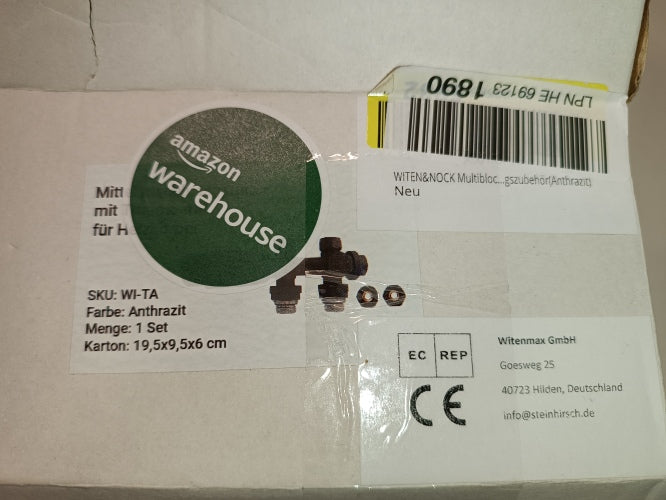 LPN HE 69123 1890
WITEN&NOCK Multibloc...gszubehör(Anthrazit)
Neu
amazon
warehouse
mit
für
SKU: WI-TA
Farbe: Anthrazit
Menge: 1 Set
Karton: 19,5x9,5x6 cm
EC REP
CE
Witenmax GmbH
Goesweg 25
40723 Hilden, Deutschland
info@steinhirsch.de